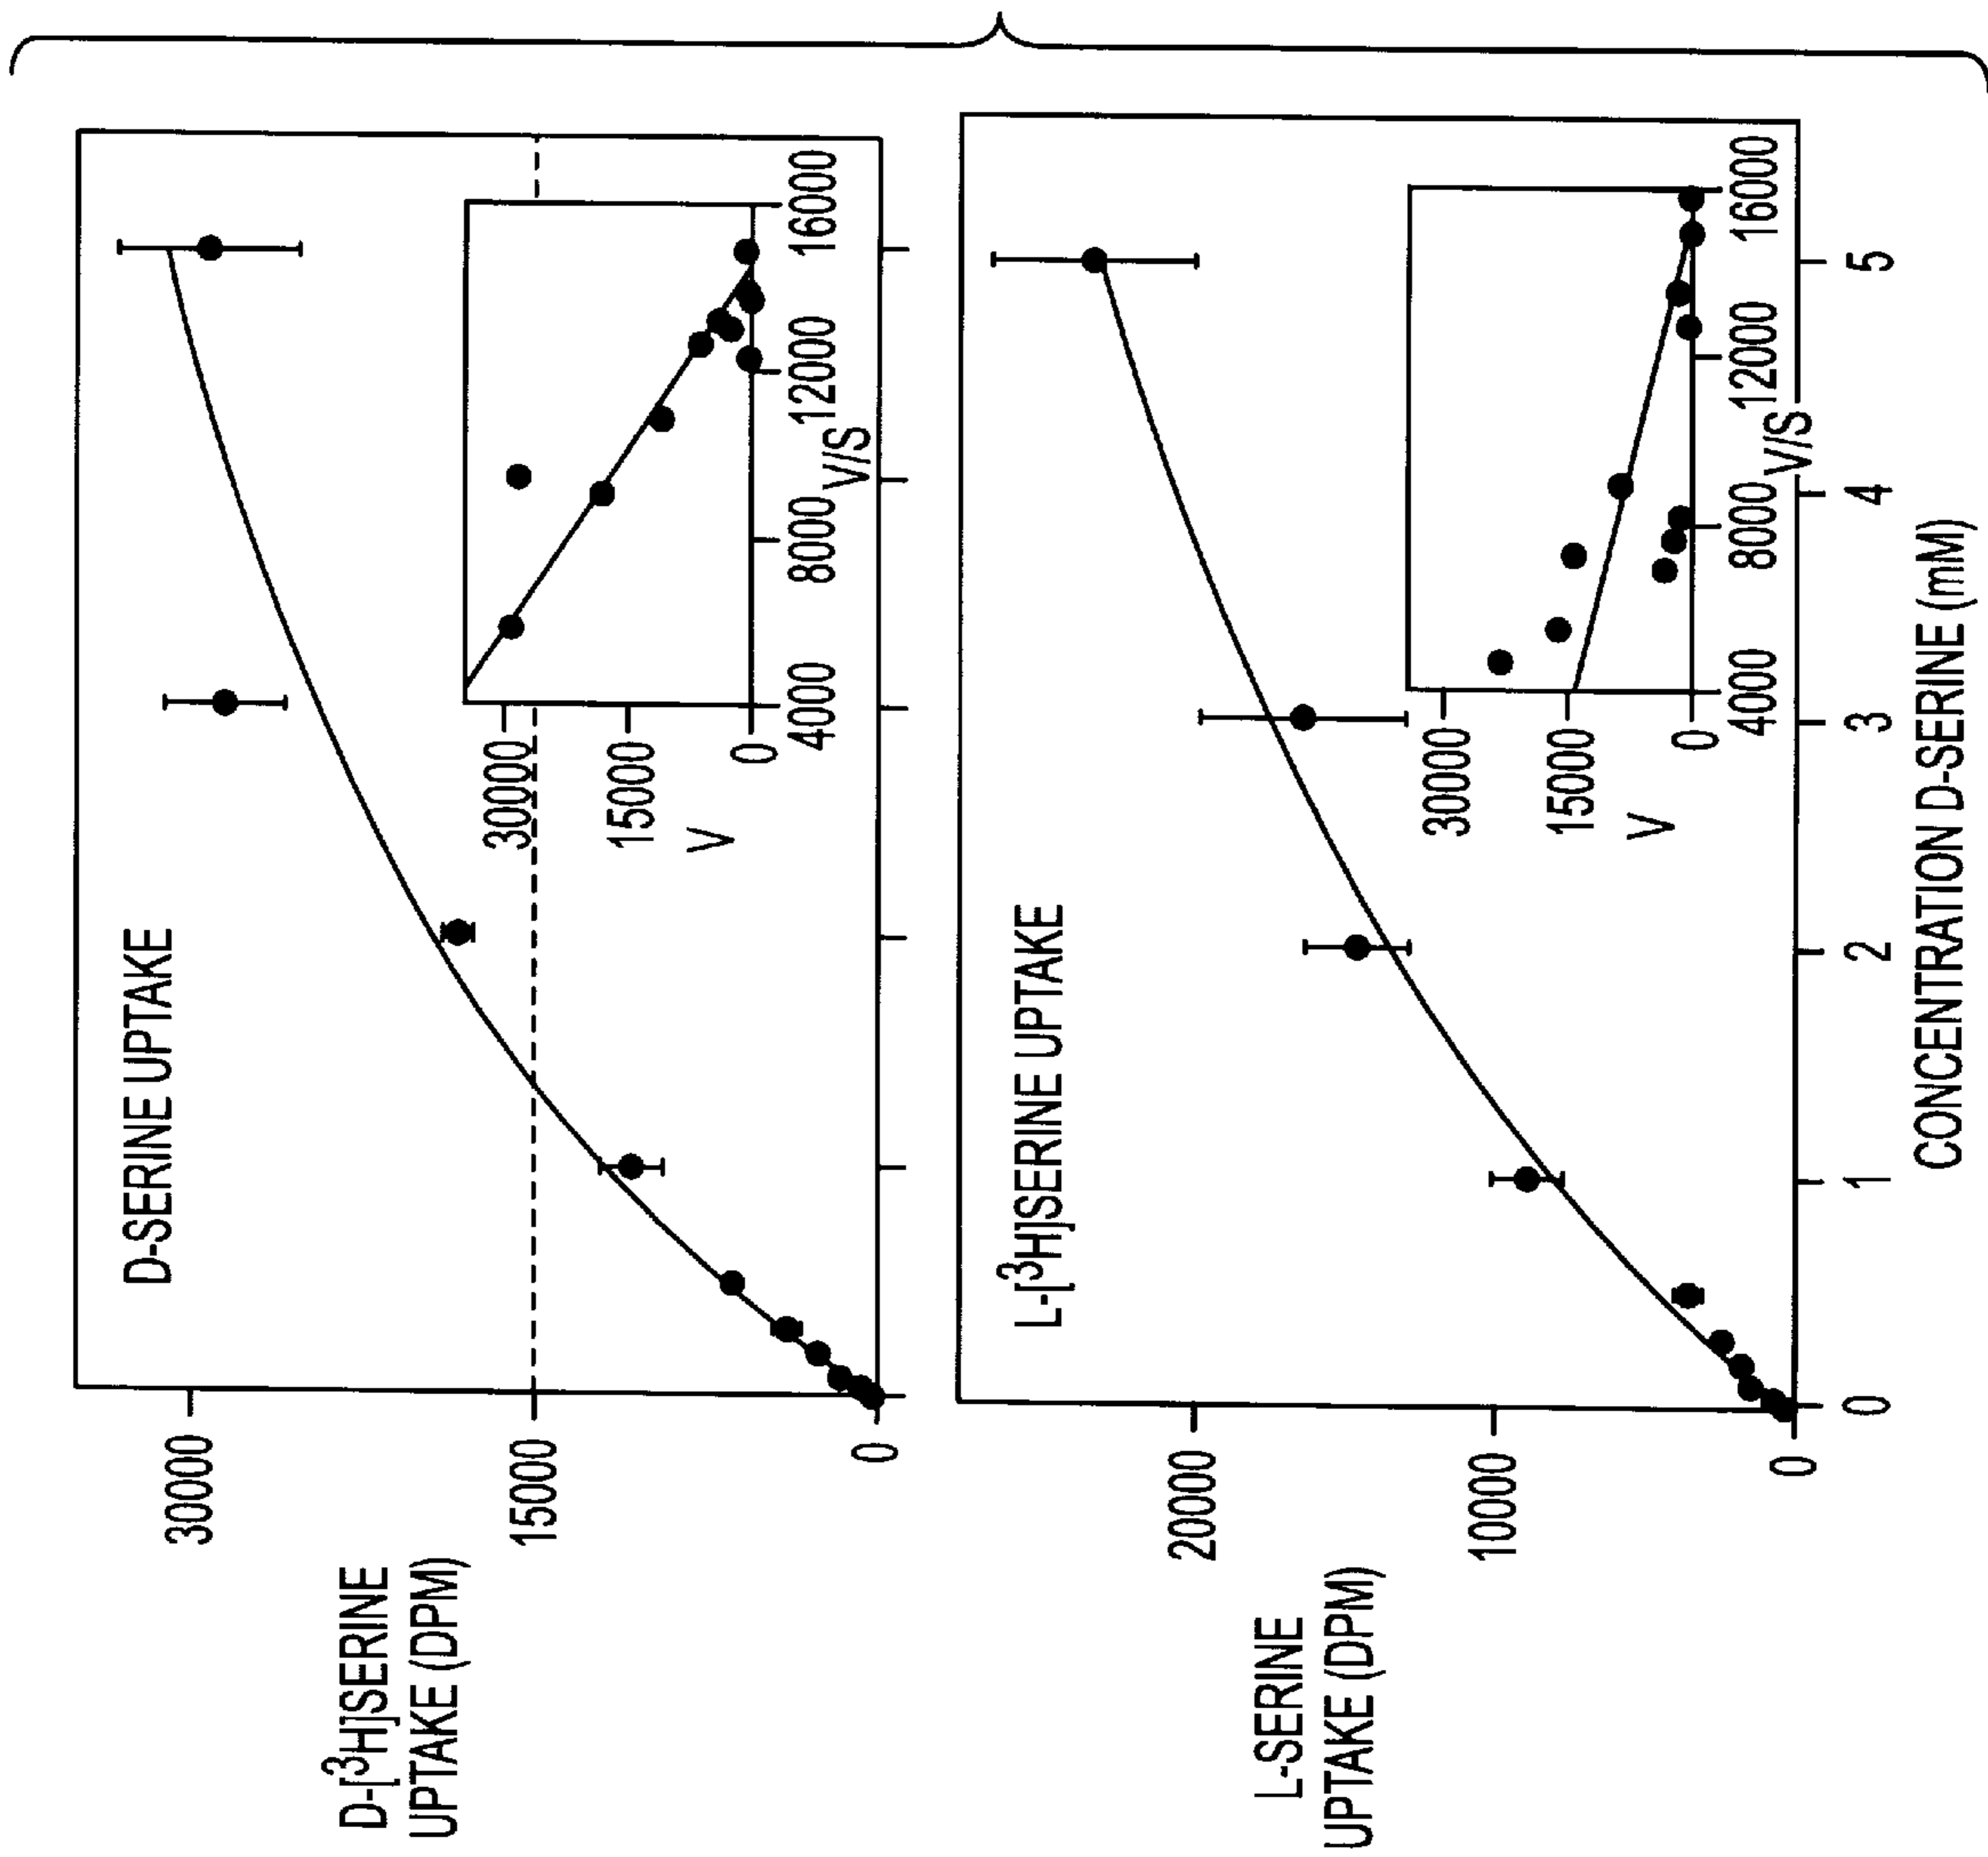 D-[³H]SERINE
UPTAKE (DPM)
30000
15000
0
D-SERINE UPTAKE
30000
15000
0
V
4000
8000
12000
16000
V/S
L-SERINE
UPTAKE (DPM)
20000
10000
0
L-[³H]SERINE UPTAKE
30000
15000
0
V
4000
8000
12000
16000
V/S
0
1
2
3
4
5
CONCENTRATION D-SERINE (mM)